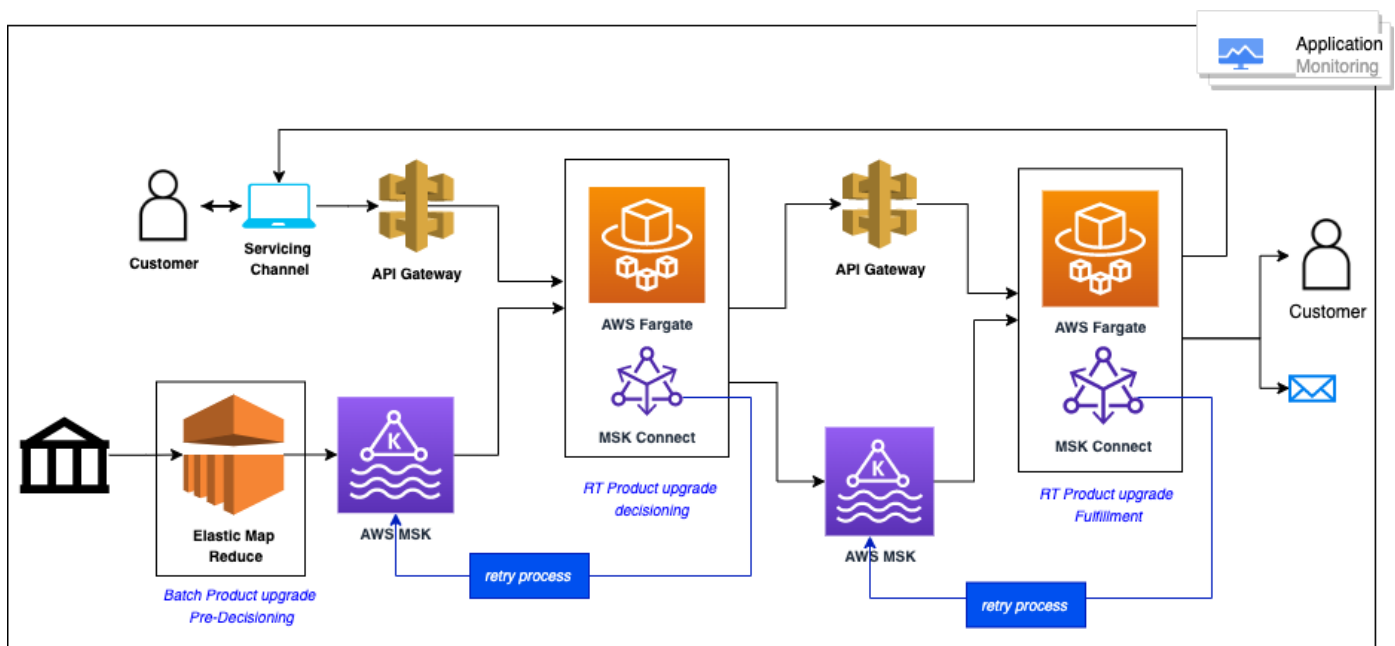 Application
Monitoring
Customer
Servicing
Channel
API Gateway
AWS Fargate
MSK Connect
RT Product upgrade
decisioning
API Gateway
AWS Fargate
MSK Connect
RT Product upgrade
Fulfillment
Customer
Elastic Map
Reduce
Batch Product upgrade
Pre-Decisioning
K
AWS MSK
retry process
K
AWS MSK
retry process